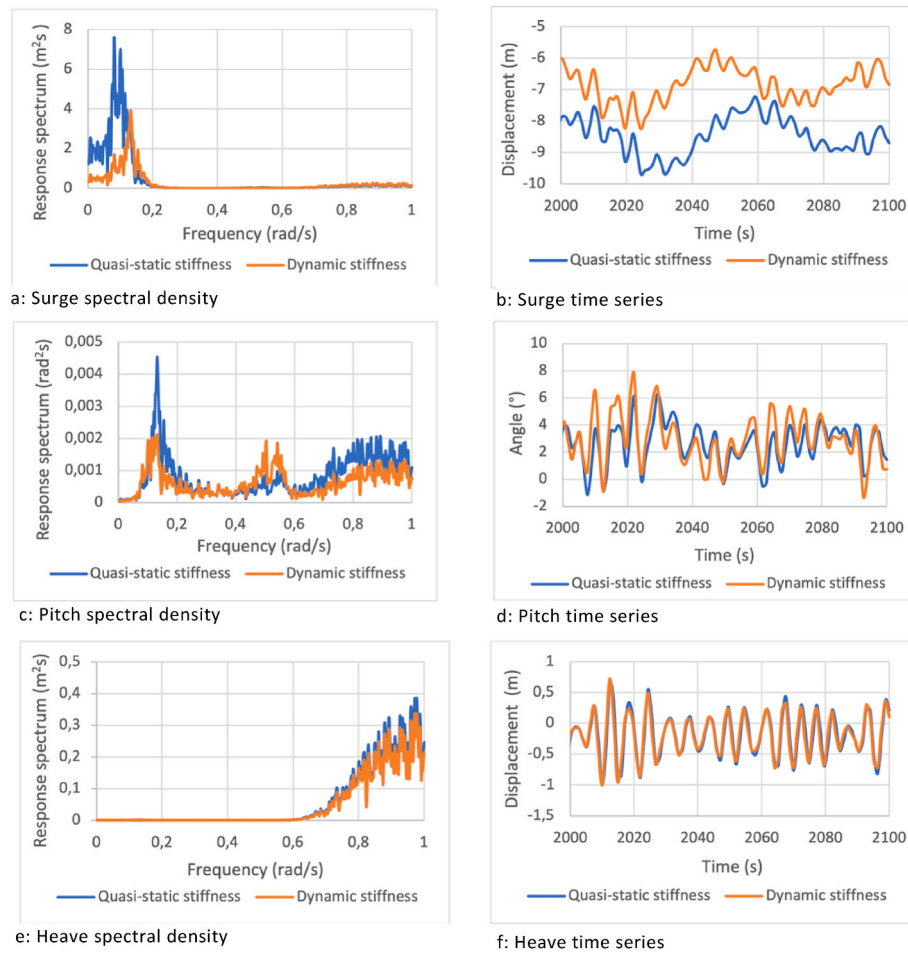 8
6
4
2
0
0 0,2 0,4 0,6 0,8 1
Response spectrum (m²s)
Frequency (rad/s)
Quasi-static stiffness Dynamic stiffness
a: Surge spectral density
-5
-6
-7
-8
-9
-10
2000 2020 2040 2060 2080 2100
Displacement (m)
Time (s)
Quasi-static stiffness Dynamic stiffness
b: Surge time series
0,005
0,004
0,003
0,002
0,001
0
0 0,2 0,4 0,6 0,8 1
Response spectrum (rad²s)
Frequency (rad/s)
Quasi-static stiffness Dynamic stiffness
c: Pitch spectral density
10
8
6
4
2
0
-2
2000 2020 2040 2060 2080 2100
Angle (°)
Time (s)
Quasi-static stiffness Dynamic stiffness
d: Pitch time series
0,5
0,4
0,3
0,2
0,1
0
0 0,2 0,4 0,6 0,8 1
Response spectrum (m²s)
Frequency (rad/s)
Quasi-static stiffness Dynamic stiffness
e: Heave spectral density
1
0,5
0
-0,5
-1
-1,5
2000 2020 2040 2060 2080 2100
Displacement (m)
Time (s)
Quasi-static stiffness Dynamic stiffness
f: Heave time series